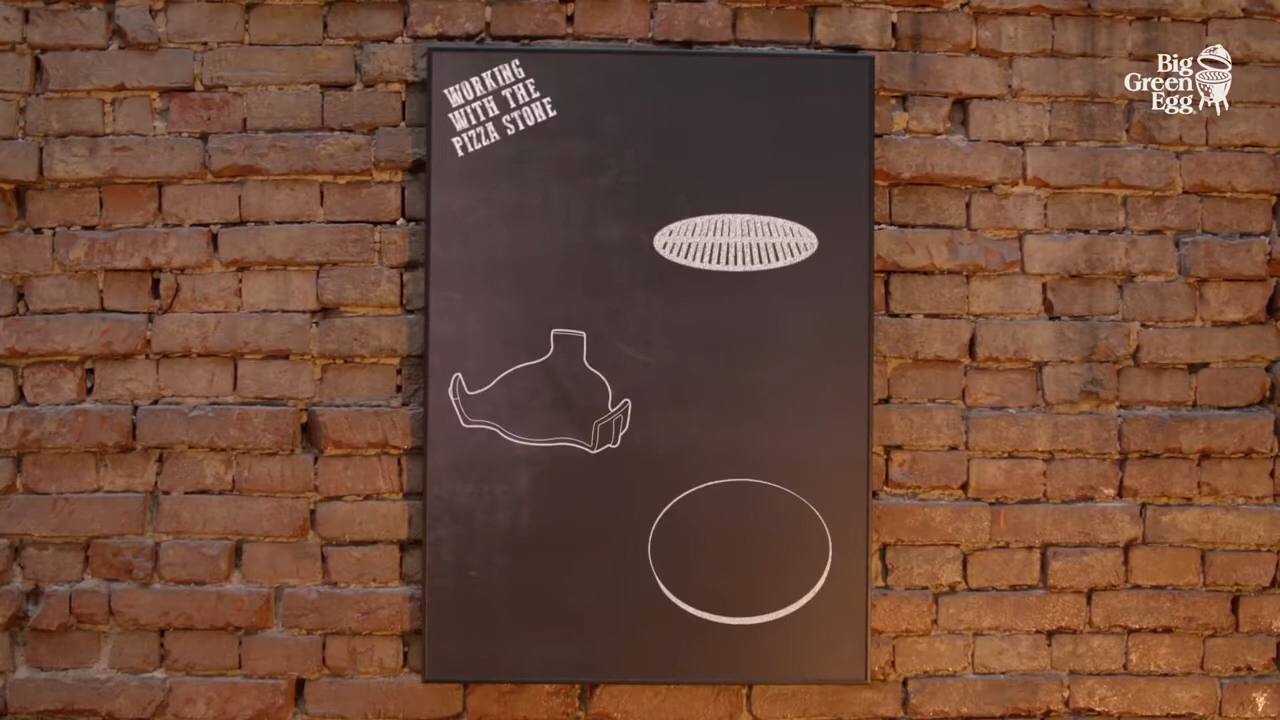 WORKING
WITH THE
PIZZA STONE
Big
Green
Egg